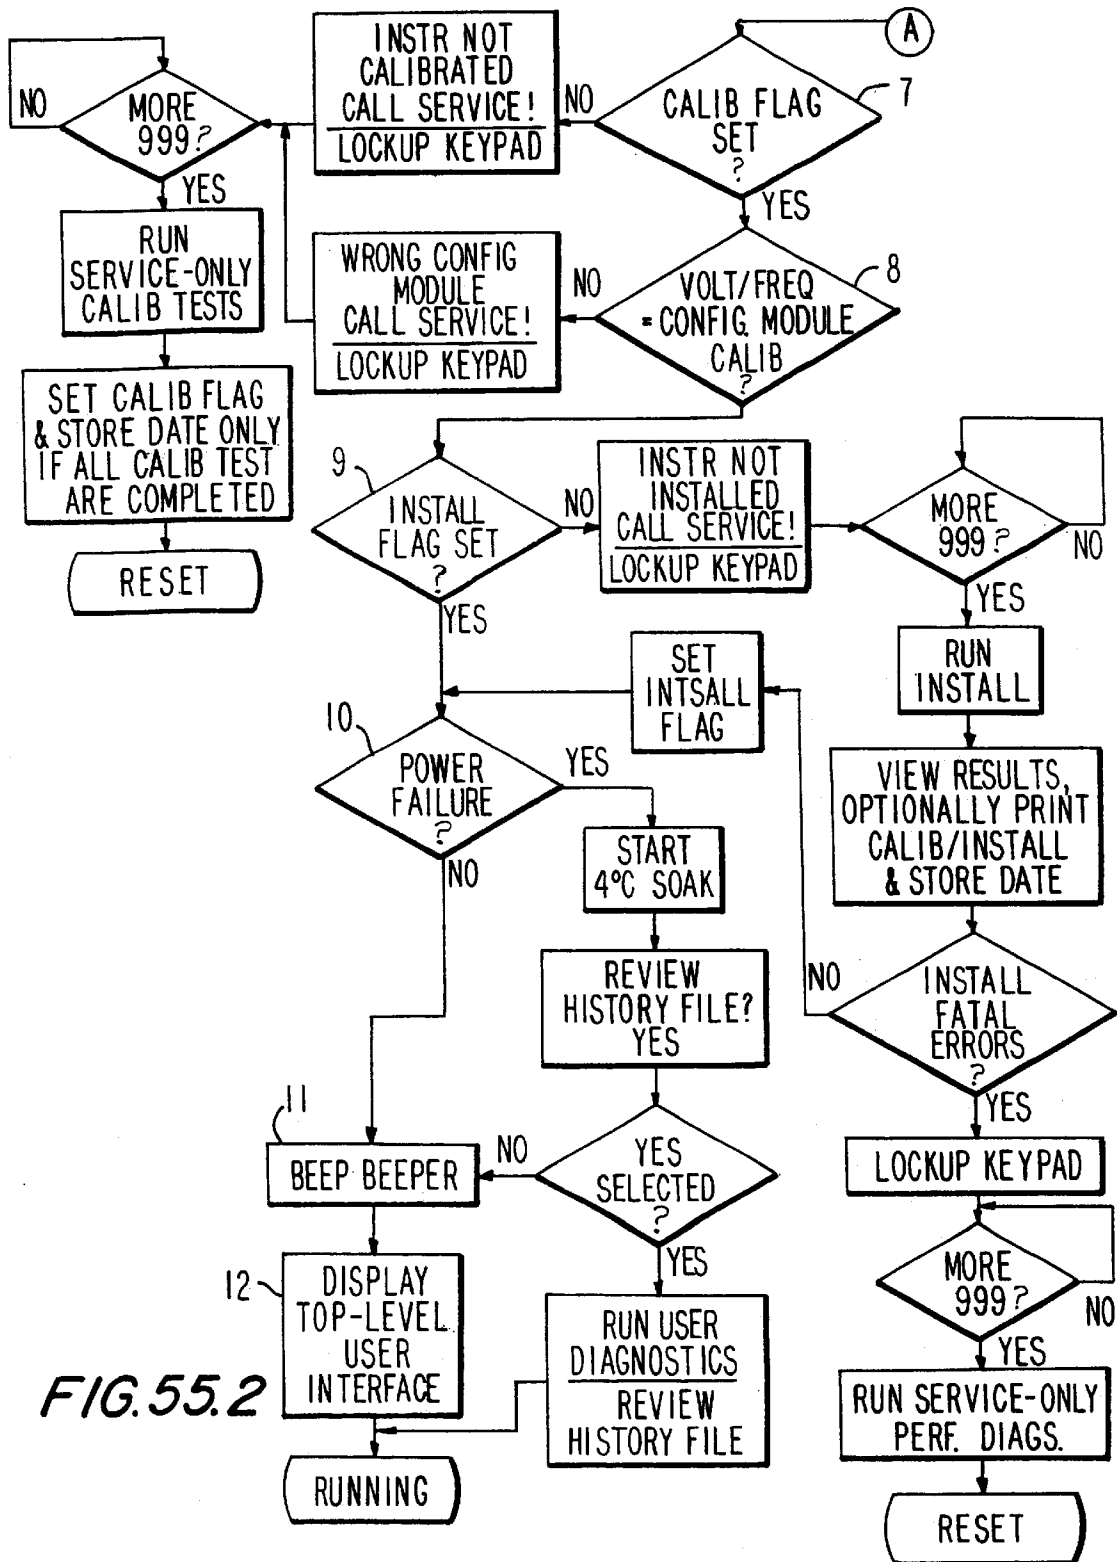 A
7
CALIB FLAG
SET
?
NO
YES
INSTR NOT
CALIBRATED
CALL SERVICE!
LOCKUP KEYPAD
MORE
999?
NO
YES
RUN
SERVICE-ONLY
CALIB TESTS
SET CALIB FLAG
& STORE DATE ONLY
IF ALL CALIB TEST
ARE COMPLETED
RESET
8
VOLT/FREQ
= CONFIG. MODULE
CALIB
?
NO
WRONG CONFIG
MODULE
CALL SERVICE!
LOCKUP KEYPAD
9
INSTALL
FLAG SET
?
NO
YES
INSTR NOT
INSTALLED
CALL SERVICE!
LOCKUP KEYPAD
MORE
999?
NO
YES
RUN
INSTALL
VIEW RESULTS,
OPTIONALLY PRINT
CALIB/INSTALL
& STORE DATE
INSTALL
FATAL
ERRORS
?
NO
YES
SET
INTSALL
FLAG
LOCKUP KEYPAD
MORE
999?
NO
YES
RUN SERVICE-ONLY
PERF. DIAGS.
RESET
10
POWER
FAILURE
?
YES
NO
START
4°C SOAK
REVIEW
HISTORY FILE?
YES
YES
SELECTED
?
NO
YES
RUN USER
DIAGNOSTICS
REVIEW
HISTORY FILE
11
BEEP BEEPER
12
DISPLAY
TOP-LEVEL
USER
INTERFACE
RUNNING
FIG.55.2